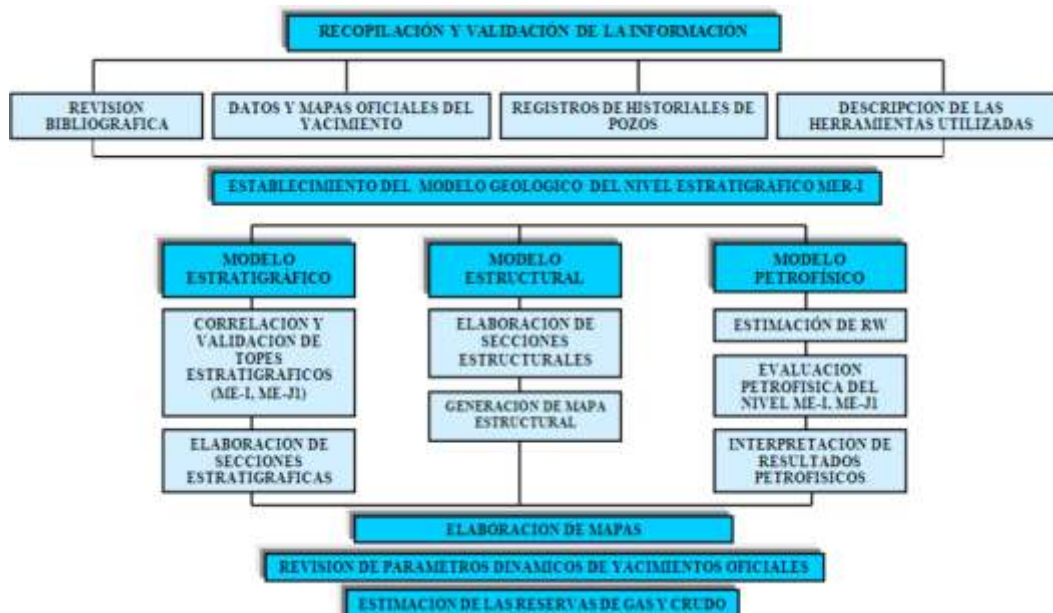 RECOPILACIÓN Y VALIDACIÓN DE LA INFORMACIÓN
REVISION
BIBLIOGRAFICA
DATOS Y MAPAS OFICIALES DEL
YACIMIENTO
REGISTROS DE HISTORIALES DE
POZOS
DESCRIPCION DE LAS
HERRAMIENTAS UTILIZADAS
ESTABLECIMIENTO DEL MODELO GEOLOGICO DEL NIVEL ESTRATIGRÁFICO MER-I
MODELO
ESTRATIGRÁFICO
CORRELACION Y
VALIDACION DE
TOPES
ESTRATIGRAFICOS
(ME-I, ME-J1)
ELABORACION DE
SECCIONES
ESTRATIGRAFICAS
MODELO
ESTRUCTURAL
ELABORACION DE
SECCIONES
ESTRUCTURALES
GENERACIÓN DE MAPA
ESTRUCTURAL
MODELO
PETROFÍSICO
ESTIMACIÓN DE RW
EVALUACION
PETROFISICA DEL
NIVEL ME-I, ME-J1
INTERPRETACION DE
RESULTADOS
PETROFISICOS
ELABORACION DE MAPAS
REVISION DE PARAMETROS DINAMICOS DE YACIMIENTOS OFICIALES
ESTIMACION DE LAS RESERVAS DE GAS Y CRUDO